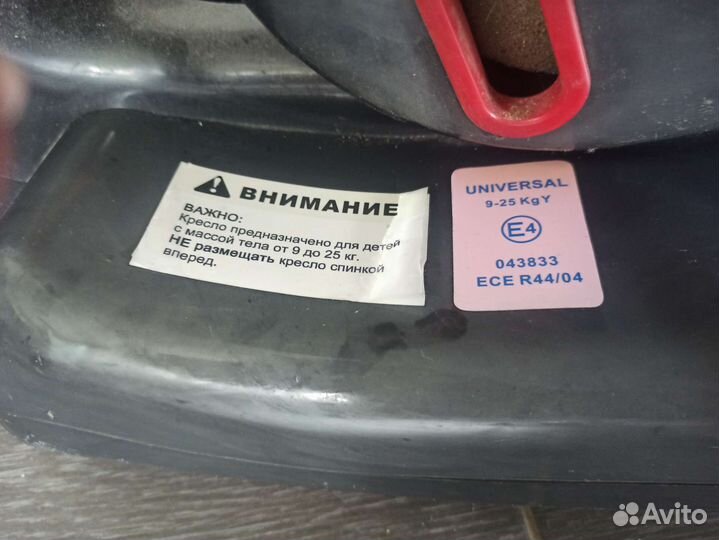 ВНИМАНИЕ
ВАЖНО:
Кресло предназначено для детей
с массой тела от 9 до 25 кг.
НЕ размещать кресло спинкой
вперед.
UNIVERSAL
9-25 KgY
E4
043833
ECE R44/04
Avito